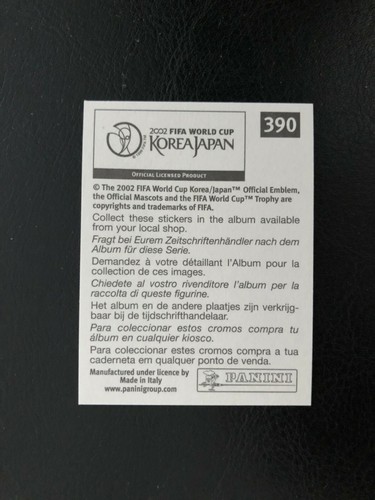 390
2002 FIFA WORLD CUP
KOREAJAPAN
OFFICIAL LICENSED PRODUCT
© The 2002 FIFA World Cup Korea/Japan™ Official Emblem,
the Official Mascots and the FIFA World Cup™ Trophy are
copyrights and trademarks of FIFA.
Collect these stickers in the album available
from your local shop.
Fragt bei Eurem Zeitschriftenhändler nach dem
Album für diese Serie.
Demandez à votre détaillant l'Album pour la
collection de ces images.
Chiedete al vostro rivenditore l'album per la
raccolta di queste figurine.
Het album en de andere plaatjes zijn verkrijg-
baar bij de tijdschrifthandelaar.
Para coleccionar estos cromos compra tu
álbum en cualquier kiosco.
Para coleccionar estes cromos compra a tua
caderneta em qualquer ponto de venda.
Manufactured under licence by
Made in Italy
www.paninigroup.com
PANINI